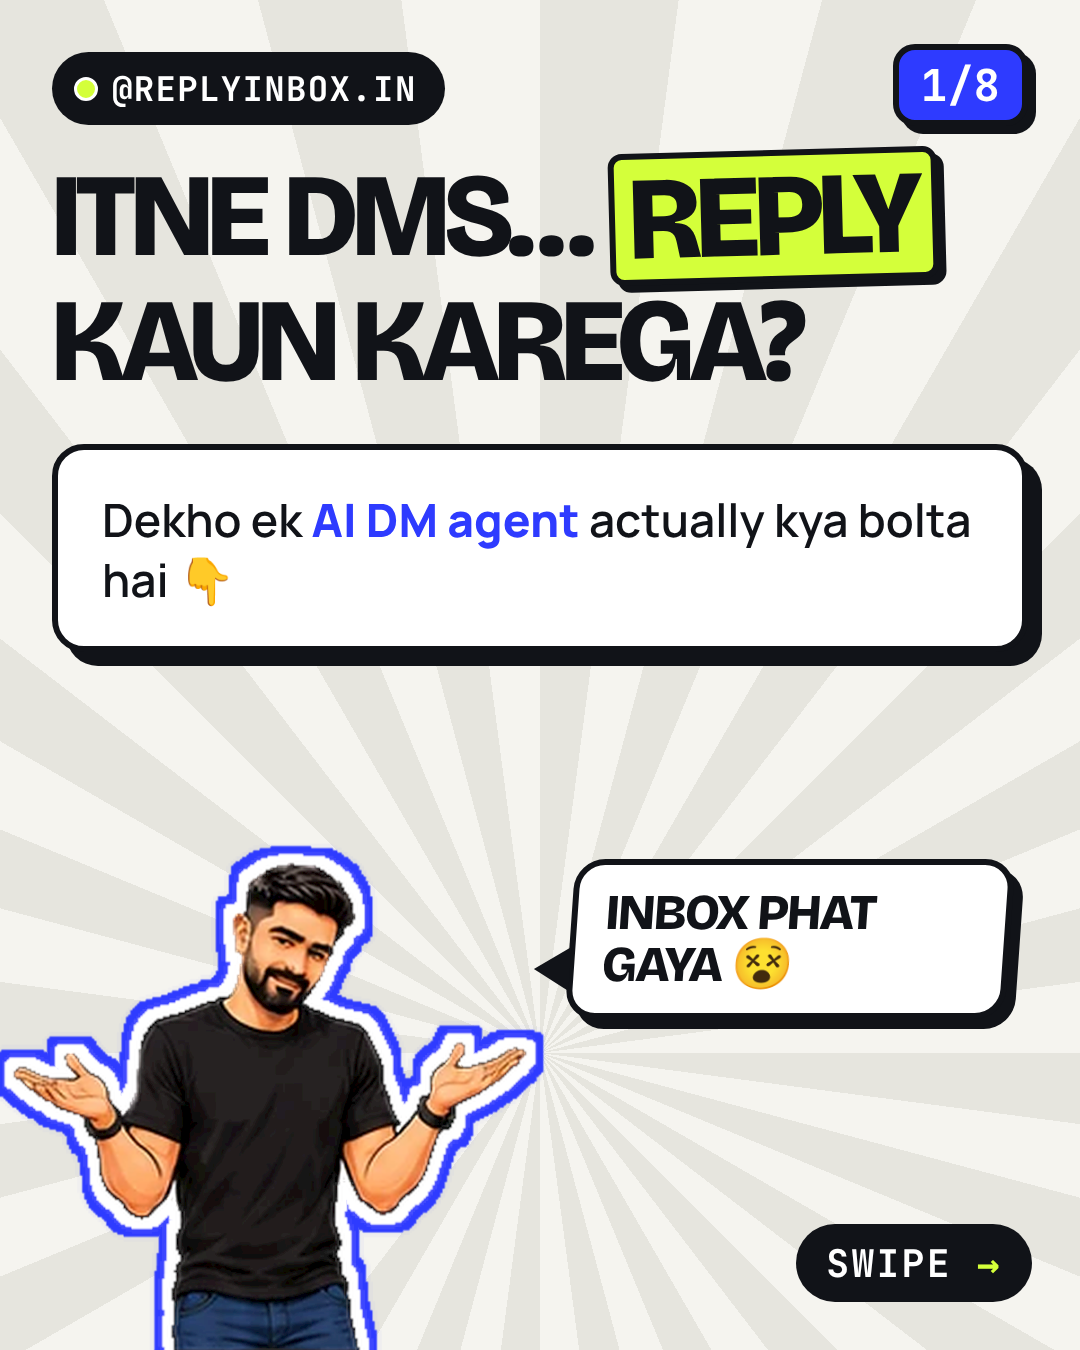 @REPLYINBOX.IN
1/8
ITNE DMS... REPLY
KAUN KAREGA?
Dekho ek AI DM agent actually kya bolta
hai 👇
INBOX PHAT
GAYA 😵
SWIPE →